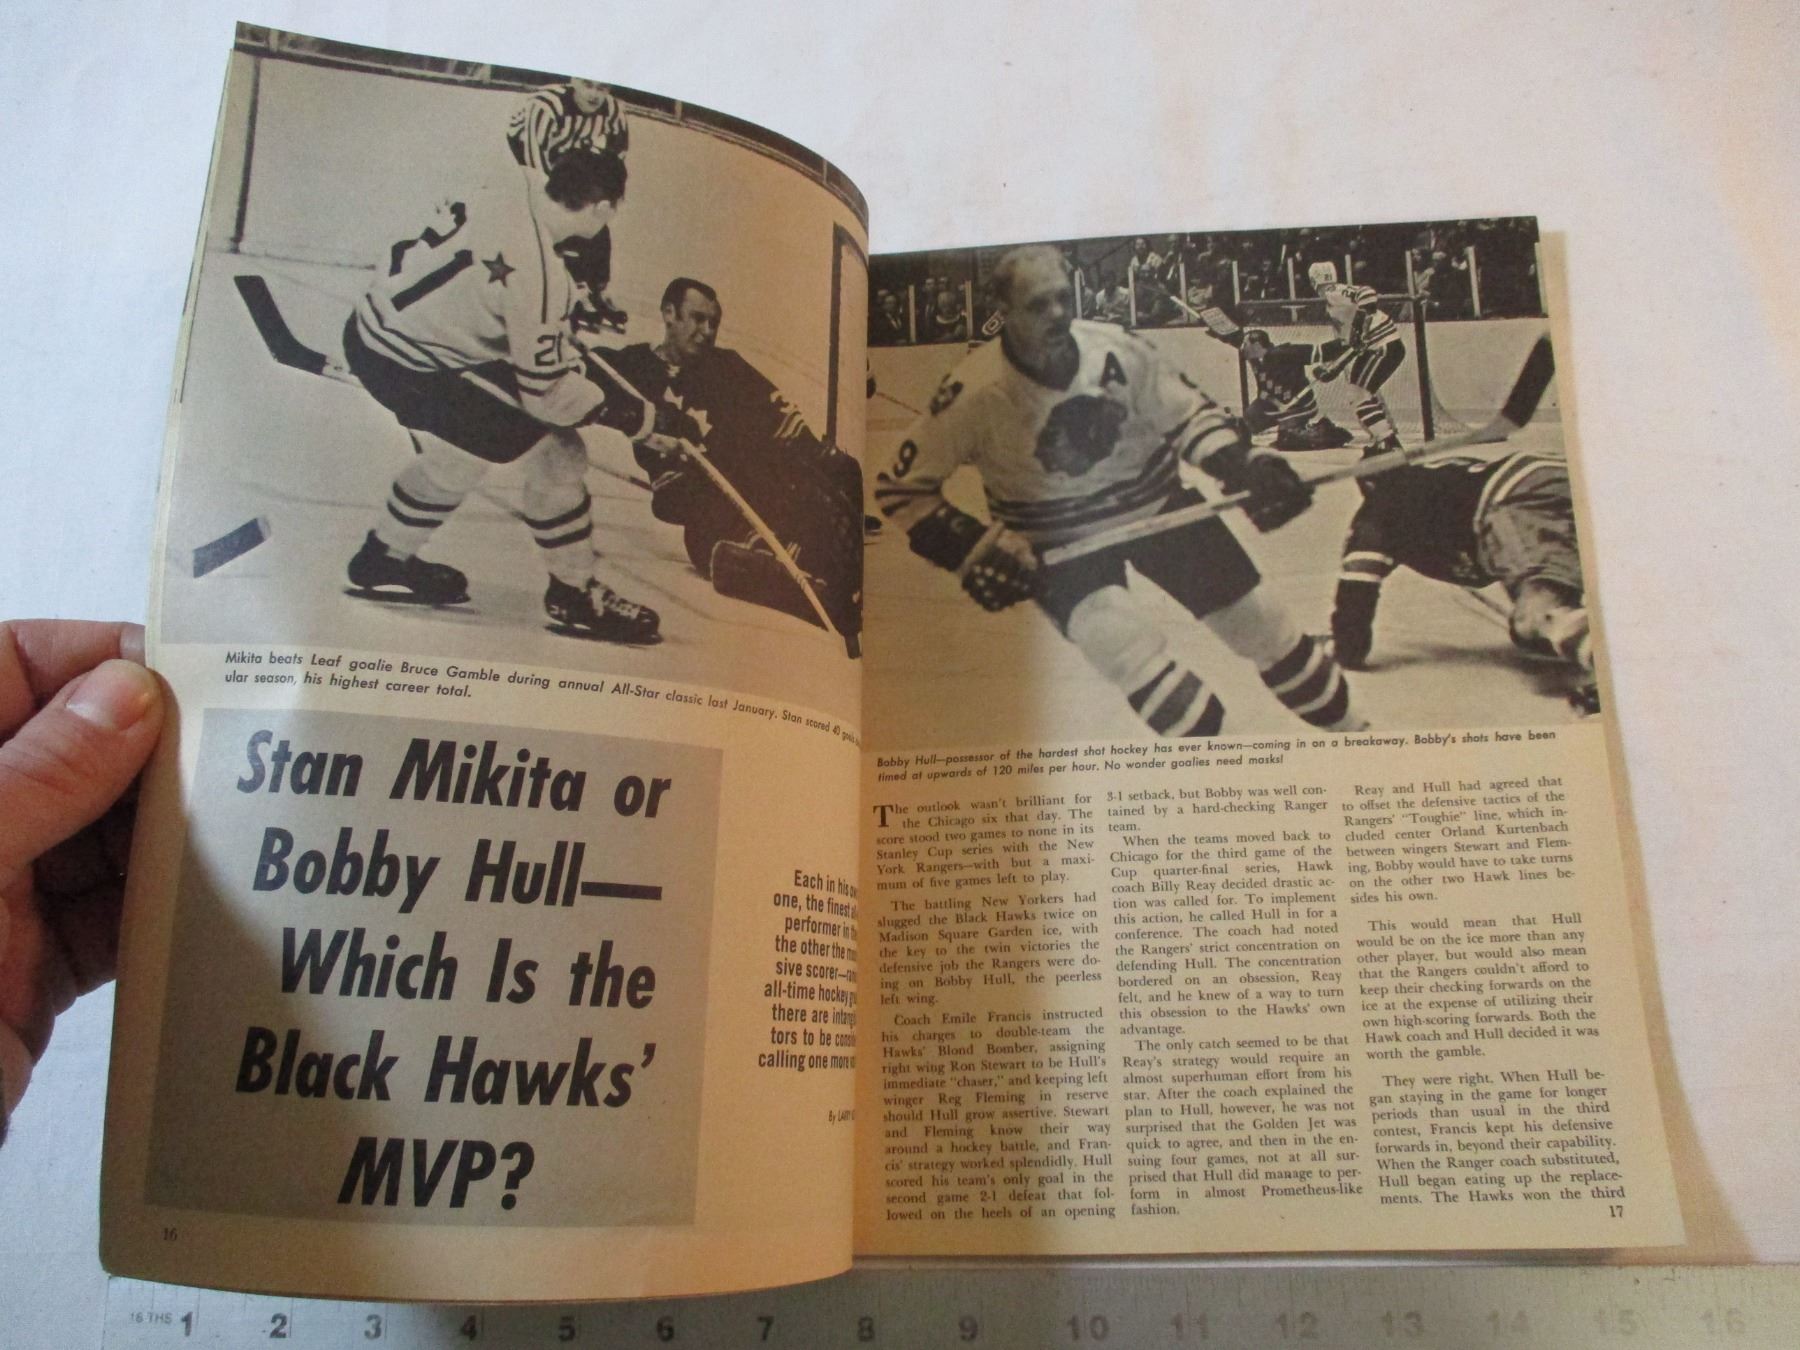 21
Mikita beats Leaf goalie Bruce Gamble during annual All-Star classic last January. Stan scored 40 goals
ular season, his highest career total.
Stan Mikita or
Bobby Hull—
Which Is the
Black Hawks'
MVP?
Each in his
one, the finest
performer in
the other the
sive scorer—
all-time hockey
there are
tors to be
calling one more
By LARRY
16
A
9
21
Bobby Hull—possessor of the hardest shot hockey has ever known—coming in on a breakaway. Bobby's shots have been
timed at upwards of 120 miles per hour. No wonder goalies need masks!
The outlook wasn't brilliant for
the Chicago six that day. The
score stood two games to none in its
Stanley Cup series with the New
York Rangers—with but a maxi-
mum of five games left to play.
The battling New Yorkers had
slugged the Black Hawks twice on
Madison Square Garden ice, with
the key to the twin victories the
defensive job the Rangers were do-
ing on Bobby Hull, the peerless
left wing.
Coach Emile Francis instructed
his charges to double-team the
Hawks' Blond Bomber, assigning
right wing Ron Stewart to be Hull's
immediate "chaser," and keeping left
winger Reg Fleming in reserve
should Hull grow assertive. Stewart
and Fleming know their way
around a hockey battle, and Fran-
cis' strategy worked splendidly. Hull
scored his team's only goal in the
second game 2-1 defeat that fol-
lowed on the heels of an opening
3-1 setback, but Bobby was well con-
tained by a hard-checking Ranger
team.
When the teams moved back to
Chicago for the third game of the
Cup quarter-final series, Hawk
coach Billy Reay decided drastic ac-
tion was called for. To implement
this action, he called Hull in for a
conference. The coach had noted
the Rangers' strict concentration on
defending Hull. The concentration
bordered on an obsession, Reay
felt, and he knew of a way to turn
this obsession to the Hawks' own
advantage.
The only catch seemed to be that
Reay's strategy would require an
almost superhuman effort from his
star. After the coach explained the
plan to Hull, however, he was not
surprised that the Golden Jet was
quick to agree, and then in the en-
suing four games, not at all sur-
prised that Hull did manage to per-
form in almost Prometheus-like
fashion.
Reay and Hull had agreed that
to offset the defensive tactics of the
Rangers' "Toughie" line, which in-
cluded center Orland Kurtenbach
between wingers Stewart and Flem-
ing, Bobby would have to take turns
on the other two Hawk lines be-
sides his own.
This would mean that Hull
would be on the ice more than any
other player, but would also mean
that the Rangers couldn't afford to
keep their checking forwards on the
ice at the expense of utilizing their
own high-scoring forwards. Both the
Hawk coach and Hull decided it was
worth the gamble.
They were right. When Hull be-
gan staying in the game for longer
periods than usual in the third
contest, Francis kept his defensive
forwards in, beyond their capability.
When the Ranger coach substituted,
Hull began eating up the replace-
ments. The Hawks won the third
17
16 THS 1 2 3 4 5 6 7 8 9 10 11 12 13 14 15 16